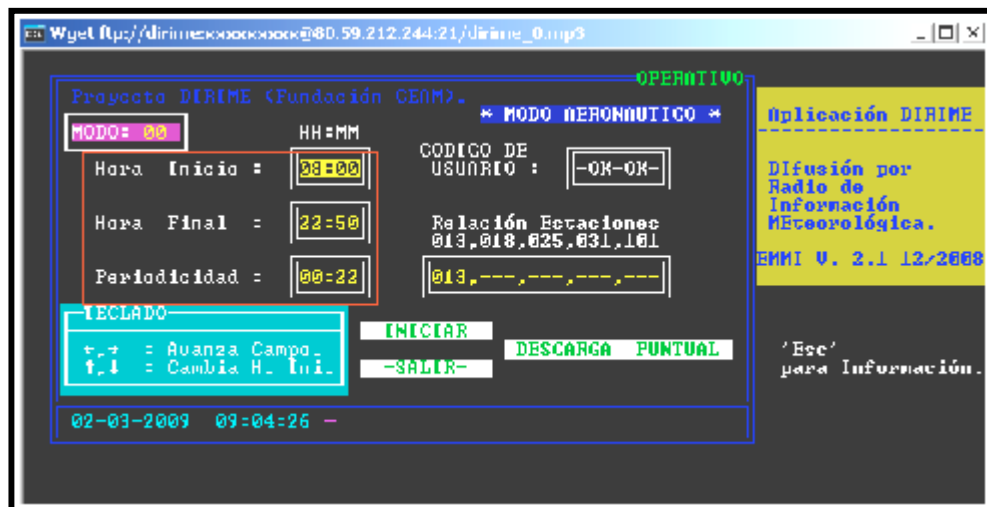 Wget ftp://dirime:xxxxxxxxx@80.59.212.244:21/dirime_0.mp3
OPERATIVO
Proyecto DIRIME (Fundación CEAM).
* MODO AERONAUTICO *
MODO: 00
HH:MM
Hora Inicio :
08:00
CODIGO DE
USUARIO :
-OK-OK-
Hora Final :
22:50
Relación Estaciones
013,018,025,031,101
Periodicidad :
00:22
013,---,---,---,---
TECLADO
←,→ : Avanza Campo.
↑,↓ : Cambia H. Ini.
INICIAR
-SALIR-
DESCARGA PUNTUAL
02-03-2009 09:04:26 -
Aplicación DIRIME
-----------------
DIfusión por
Radio de
Información
MEteorológica.
EMMI V. 2.1 12/2008
'Esc'
para Información.